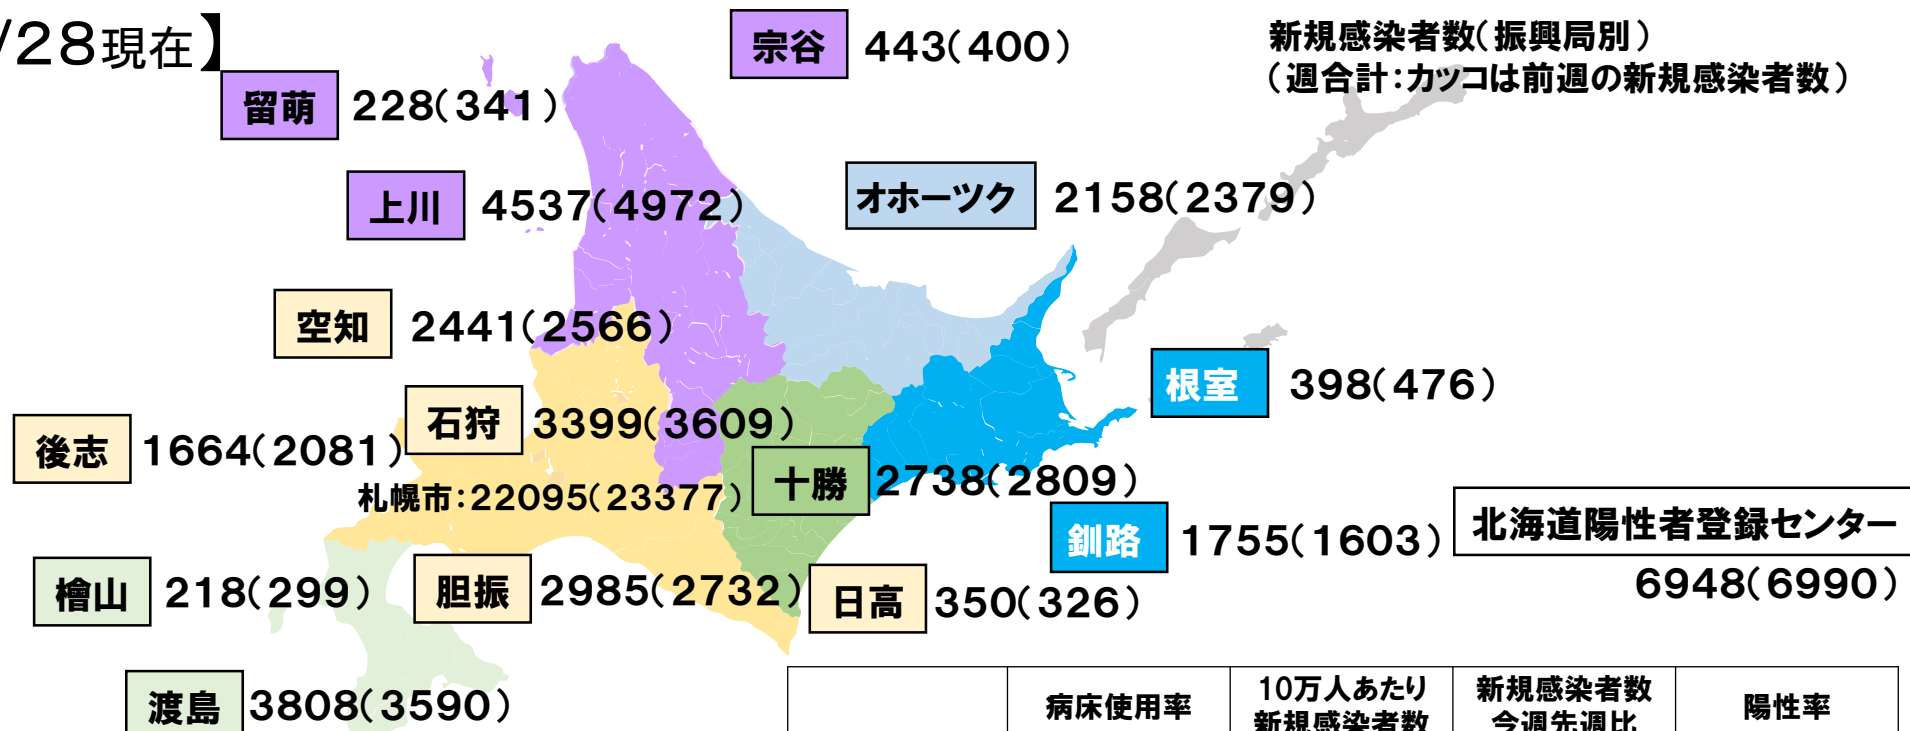 /28現在】
宗谷 443(400)
新規感染者数(振興局別)
(週合計:カッコは前週の新規感染者数)
留萌 228(341)
上川 4537(4972)
オホーツク 2158(2379)
空知 2441(2566)
根室 398(476)
石狩 3399(3609)
後志 1664(2081)
札幌市:22095(23377)
十勝 2738(2809)
釧路 1755(1603)
北海道陽性者登録センター
6948(6990)
檜山 218(299)
胆振 2985(2732)
日高 350(326)
渡島 3808(3590)
病床使用率
10万人あたり
新規感染者数
新規感染者数
今週先週比
陽性率